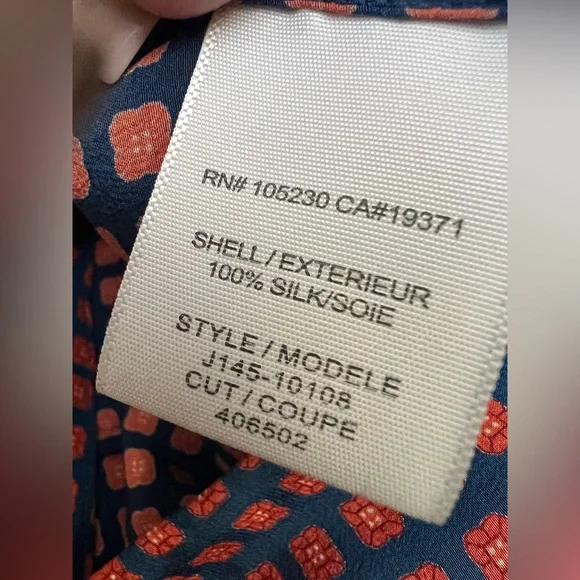 RN# 105230 CA#19371
SHELL/EXTERIEUR
100% SILK/SOIE
STYLE/MODELE
J145-10108
CUT/COUPE
406502